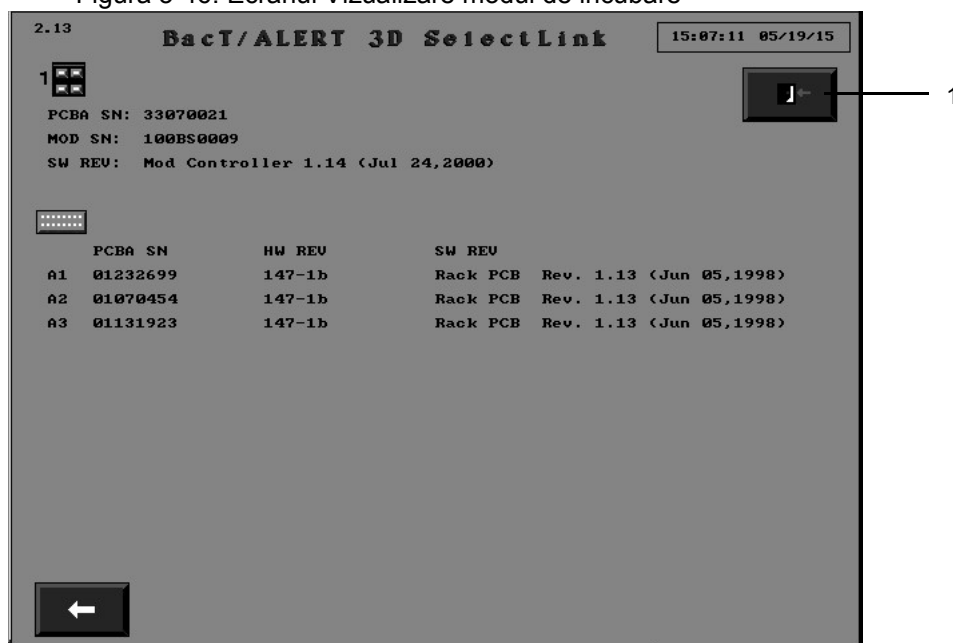 Figura Ecranul Vizualizare modul de incubare
2.13
BacT/ALERT 3D SelectLink
15:07:11 05/19/15
1
1
PCBA SN: 33070021
MOD SN: 100BS0009
SW REV: Mod Controller 1.14 (Jul 24,2000)
PCBA SN HW REV SW REV
A1 01232699 147-1b Rack PCB Rev. 1.13 (Jun 05,1998)
A2 01070454 147-1b Rack PCB Rev. 1.13 (Jun 05,1998)
A3 01131923 147-1b Rack PCB Rev. 1.13 (Jun 05,1998)